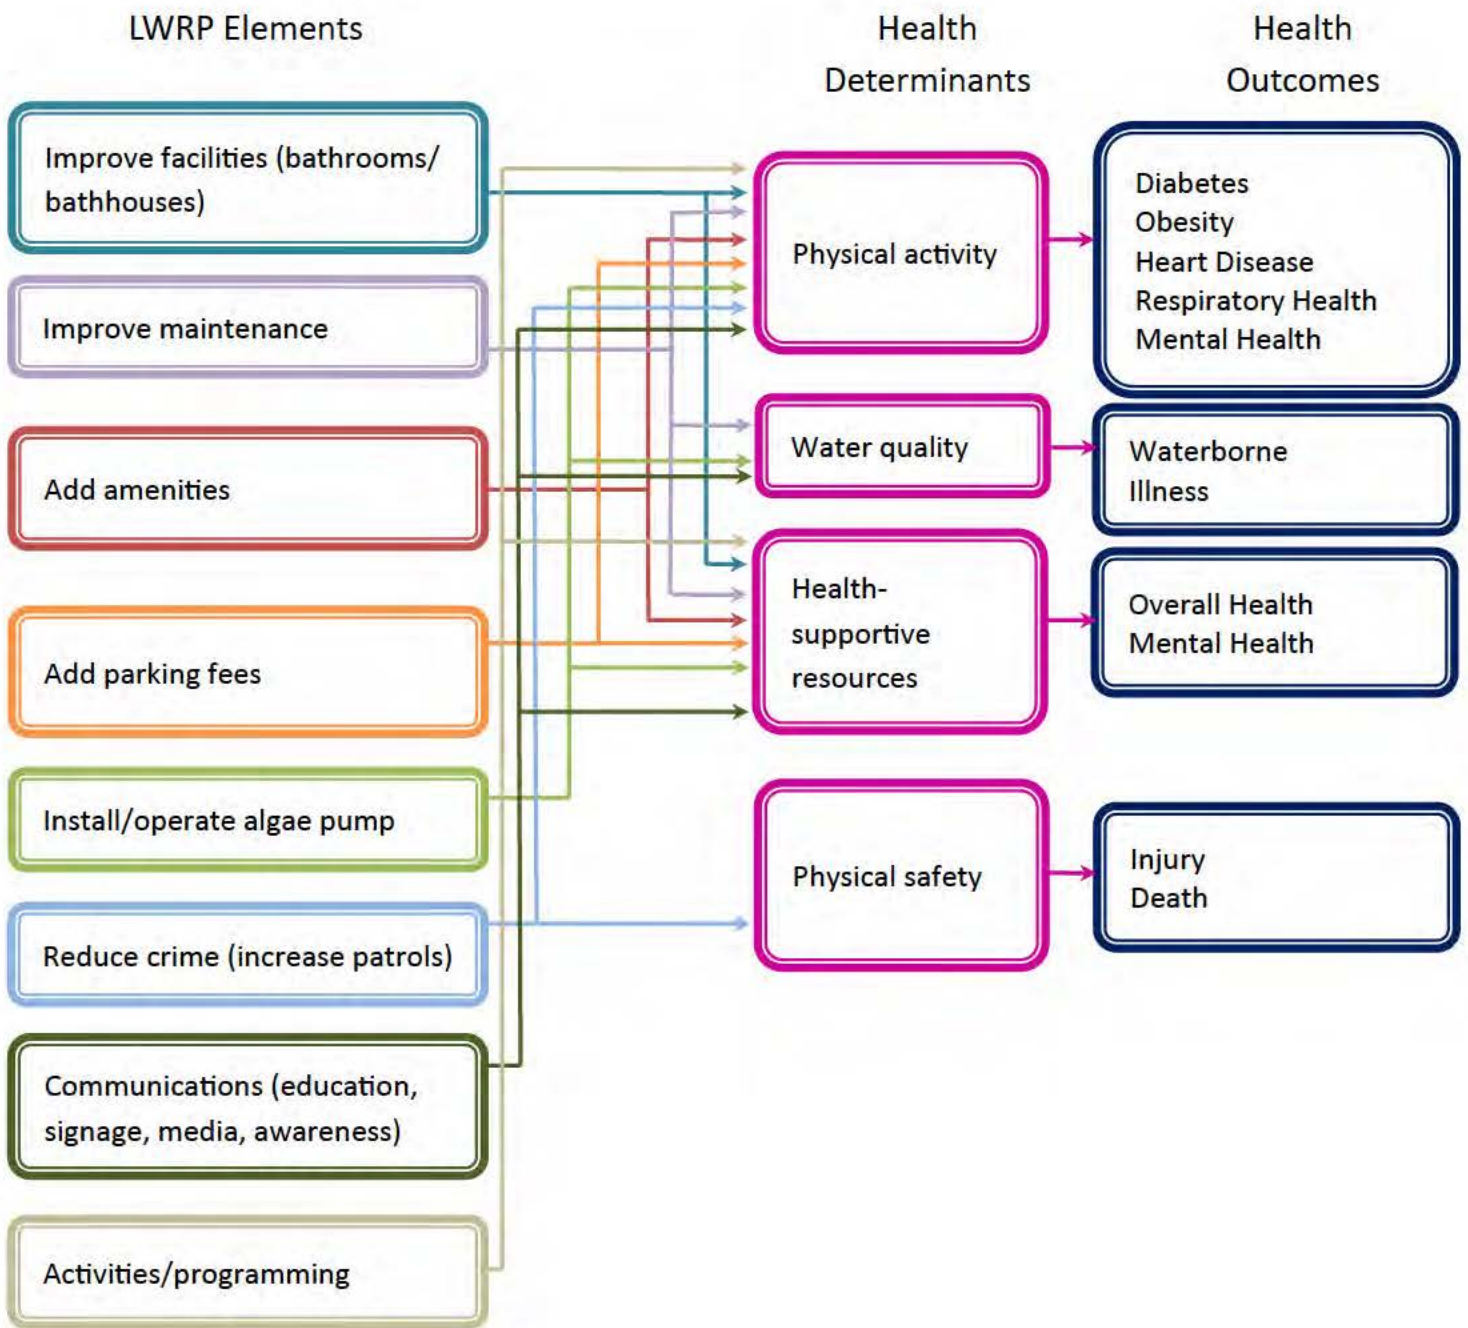 LWRP Elements
Health
Determinants
Health
Outcomes
Improve facilities (bathrooms/
bathhouses)
Improve maintenance
Add amenities
Add parking fees
Install/operate algae pump
Reduce crime (increase patrols)
Communications (education,
signage, media, awareness)
Activities/programming
Physical activity
Water quality
Health-
supportive
resources
Physical safety
Diabetes
Obesity
Heart Disease
Respiratory Health
Mental Health
Waterborne
Illness
Overall Health
Mental Health
Injury
Death